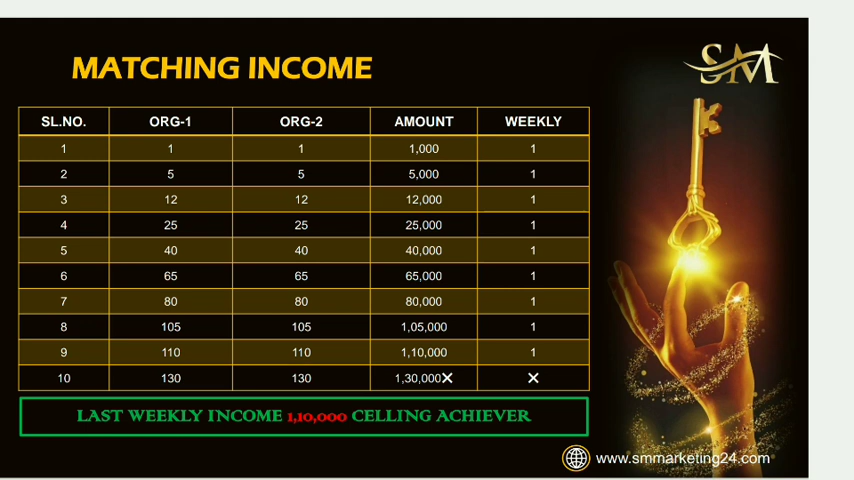 SM
MATCHING INCOME
SL.NO. ORG-1 ORG-2 AMOUNT WEEKLY
1 1 1 1,000 1
2 5 5 5,000 1
3 12 12 12,000 1
4 25 25 25,000 1
5 40 40 40,000 1
6 65 65 65,000 1
7 80 80 80,000 1
8 105 105 1,05,000 1
9 110 110 1,10,000 1
10 130 130 1,30,000✕ ✕
LAST WEEKLY INCOME 1,10,000 CELLING ACHIEVER
www.smmarketing24.com